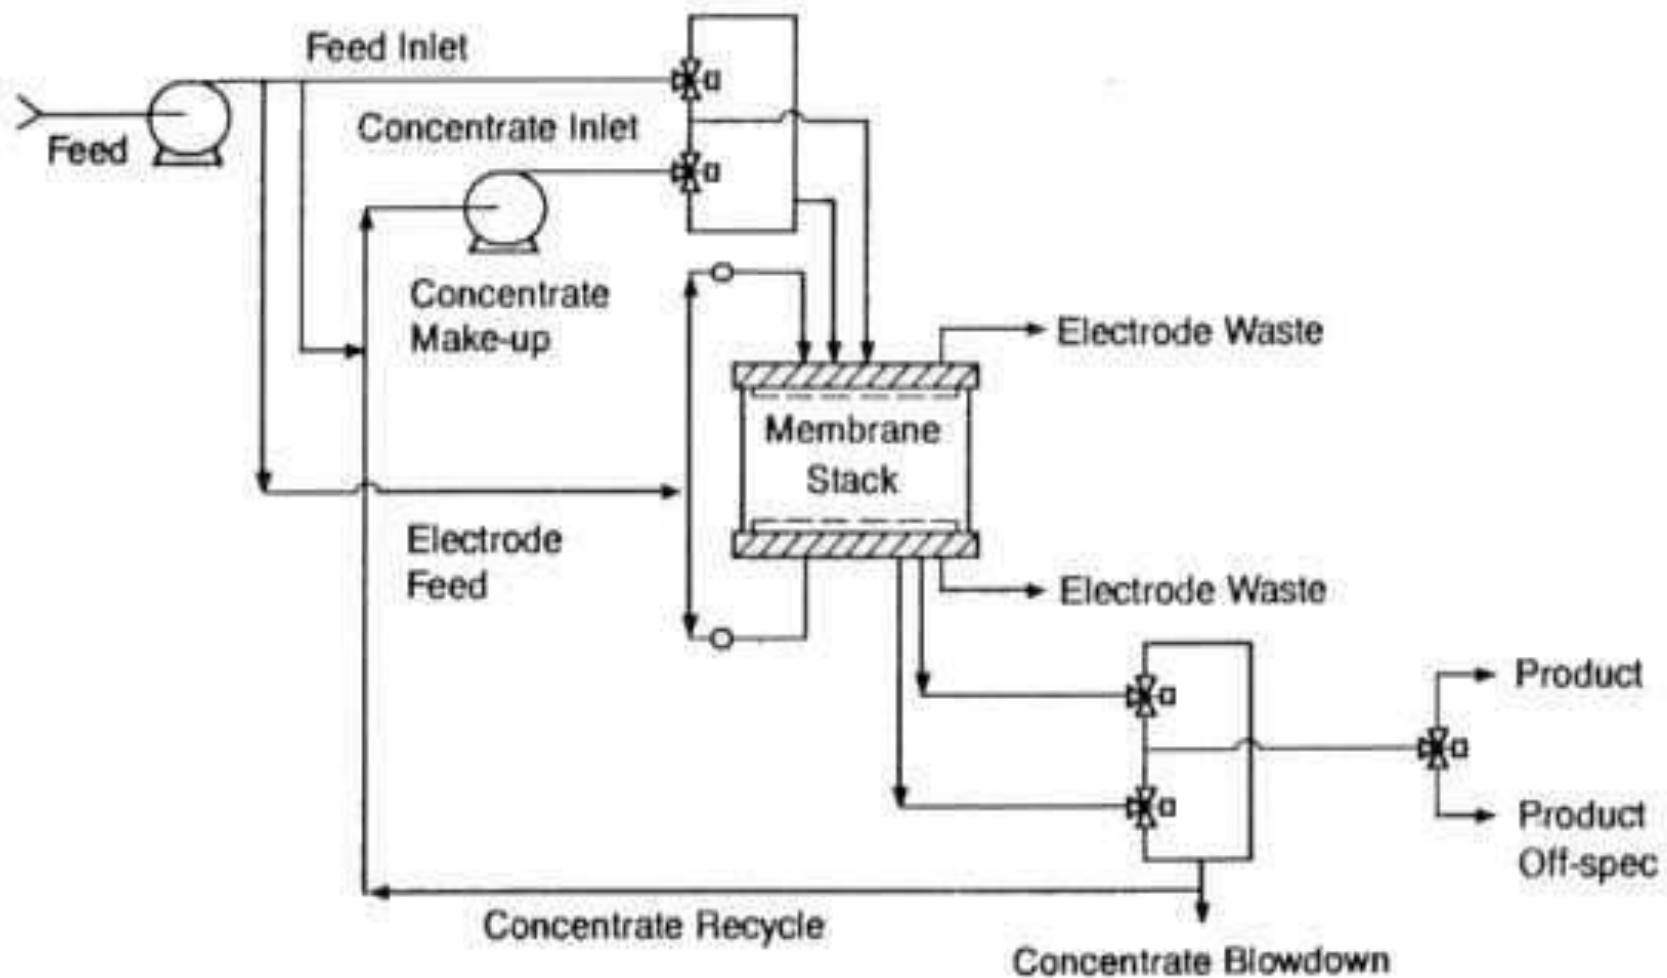 Feed Inlet
Feed
Concentrate Inlet
Concentrate
Make-up
Electrode Waste
Membrane
Stack
Electrode
Feed
Electrode Waste
Product
Product
Off-spec
Concentrate Recycle
Concentrate Blowdown